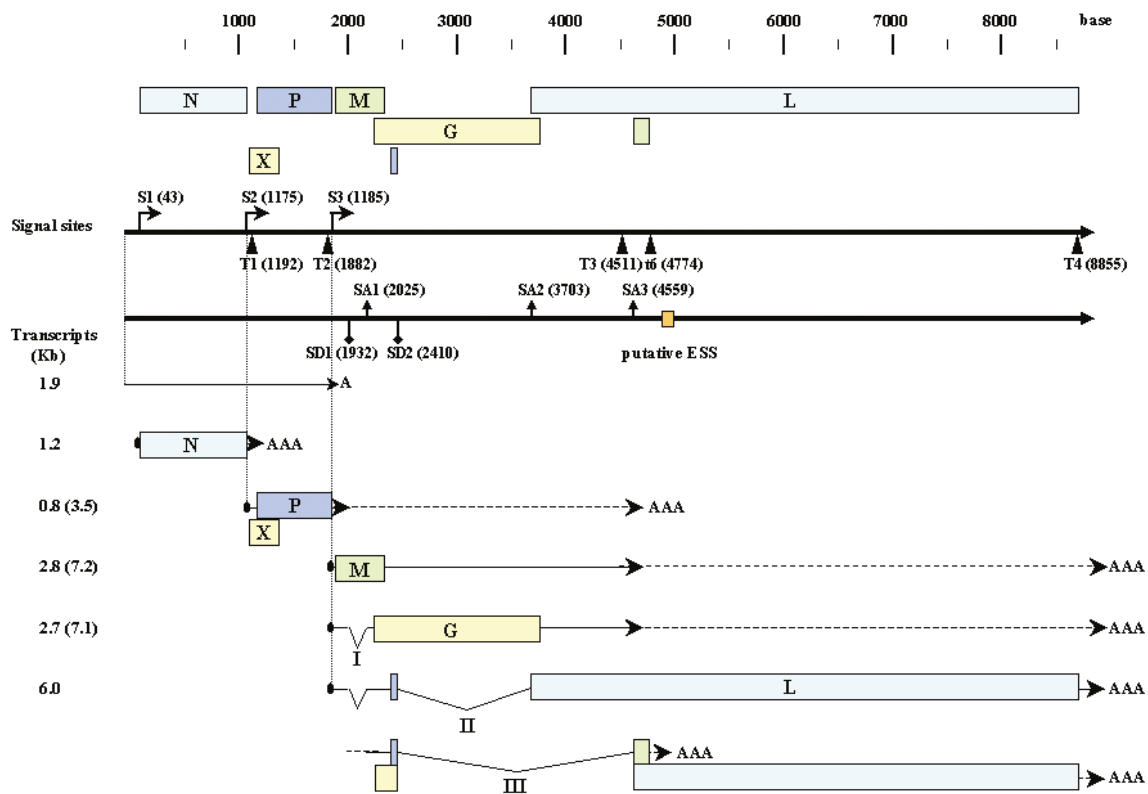 1000 2000 3000 4000 5000 6000 7000 8000 base
N P M L
G
X
S1 (43) S2 (1175) S3 (1185)
Signal sites
T1 (1192) T2 (1882) T3 (4511) t6 (4774) T4 (8855)
SA1 (2025) SA2 (3703) SA3 (4559)
Transcripts
(Kb)
SD1 (1932) SD2 (2410) putative ESS
1.9 A
1.2 N AAA
0.8 (3.5) P AAA
X
2.8 (7.2) M AAA
2.7 (7.1) G AAA
I
6.0 L AAA
II
AAA
III AAA